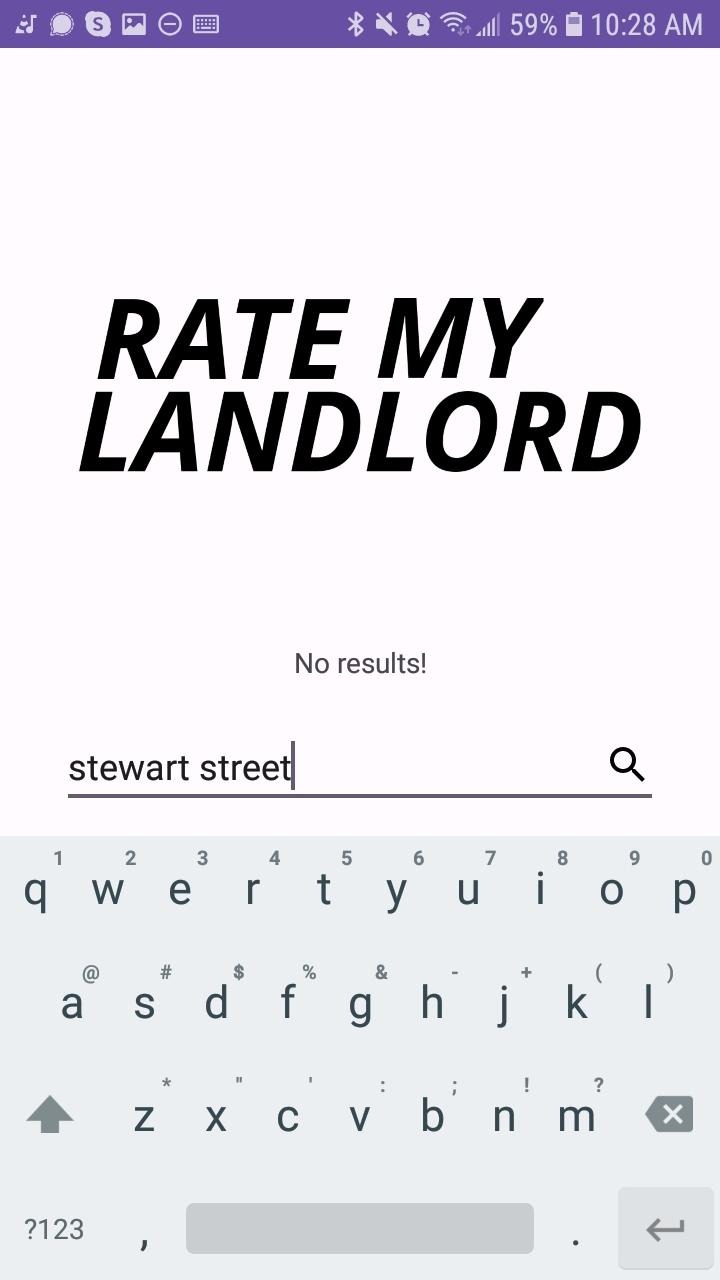 59% 10:28 AM
RATE MY
LANDLORD
No results!
stewart street
1 2 3 4 5 6 7 8 9 0
q w e r t y u i o p
@ # $ % & - + ( )
a s d f g h j k l
* " ' : ; ! ?
z x c v b n m
?123 , .